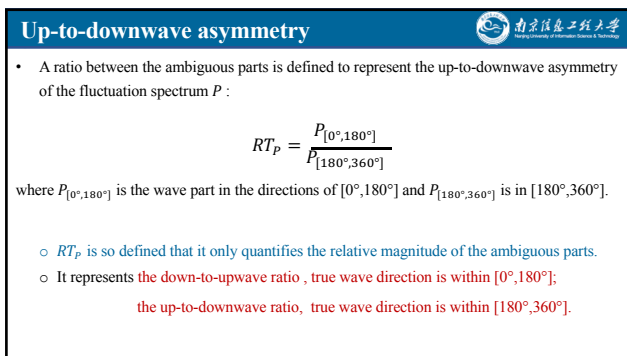 Up-to-downwave asymmetry
南京信息工程大学
Nanjing University of Information Science & Technology
• A ratio between the ambiguous parts is defined to represent the up-to-downwave asymmetry
of the fluctuation spectrum P :
RT_P = P_[0°,180°] / P_[180°,360°]
where P_[0°,180°] is the wave part in the directions of [0°,180°] and P_[180°,360°] is in [180°,360°].
o RT_P is so defined that it only quantifies the relative magnitude of the ambiguous parts.
o It represents the down-to-upwave ratio , true wave direction is within [0°,180°];
the up-to-downwave ratio, true wave direction is within [180°,360°].